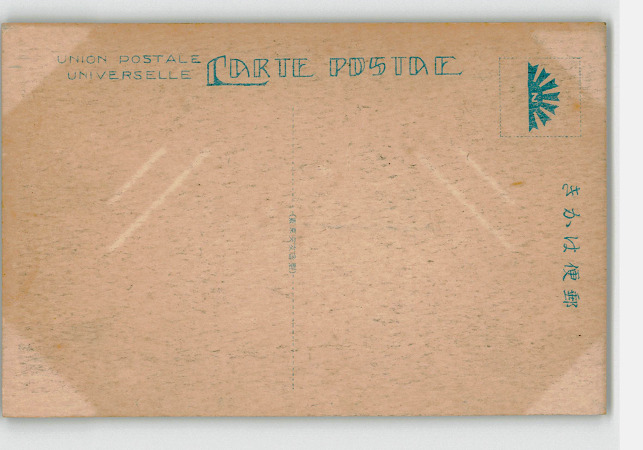 UNION POSTALE
UNIVERSELLE
CARTE POSTALE
郵便はかき